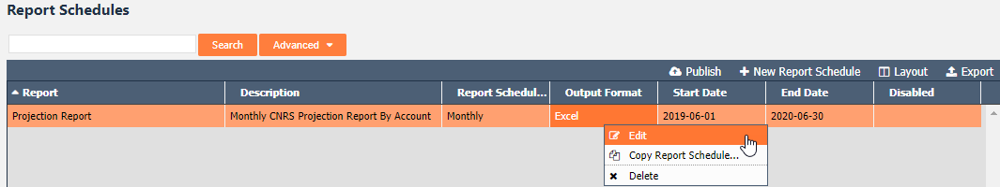 Report Schedules
Search Advanced
Publish New Report Schedule Layout Export
Report Description Report Schedul... Output Format Start Date End Date Disabled
Projection Report Monthly CNRS Projection Report By Account Monthly Excel 2019-06-01 2020-06-30
Edit
Copy Report Schedule...
Delete